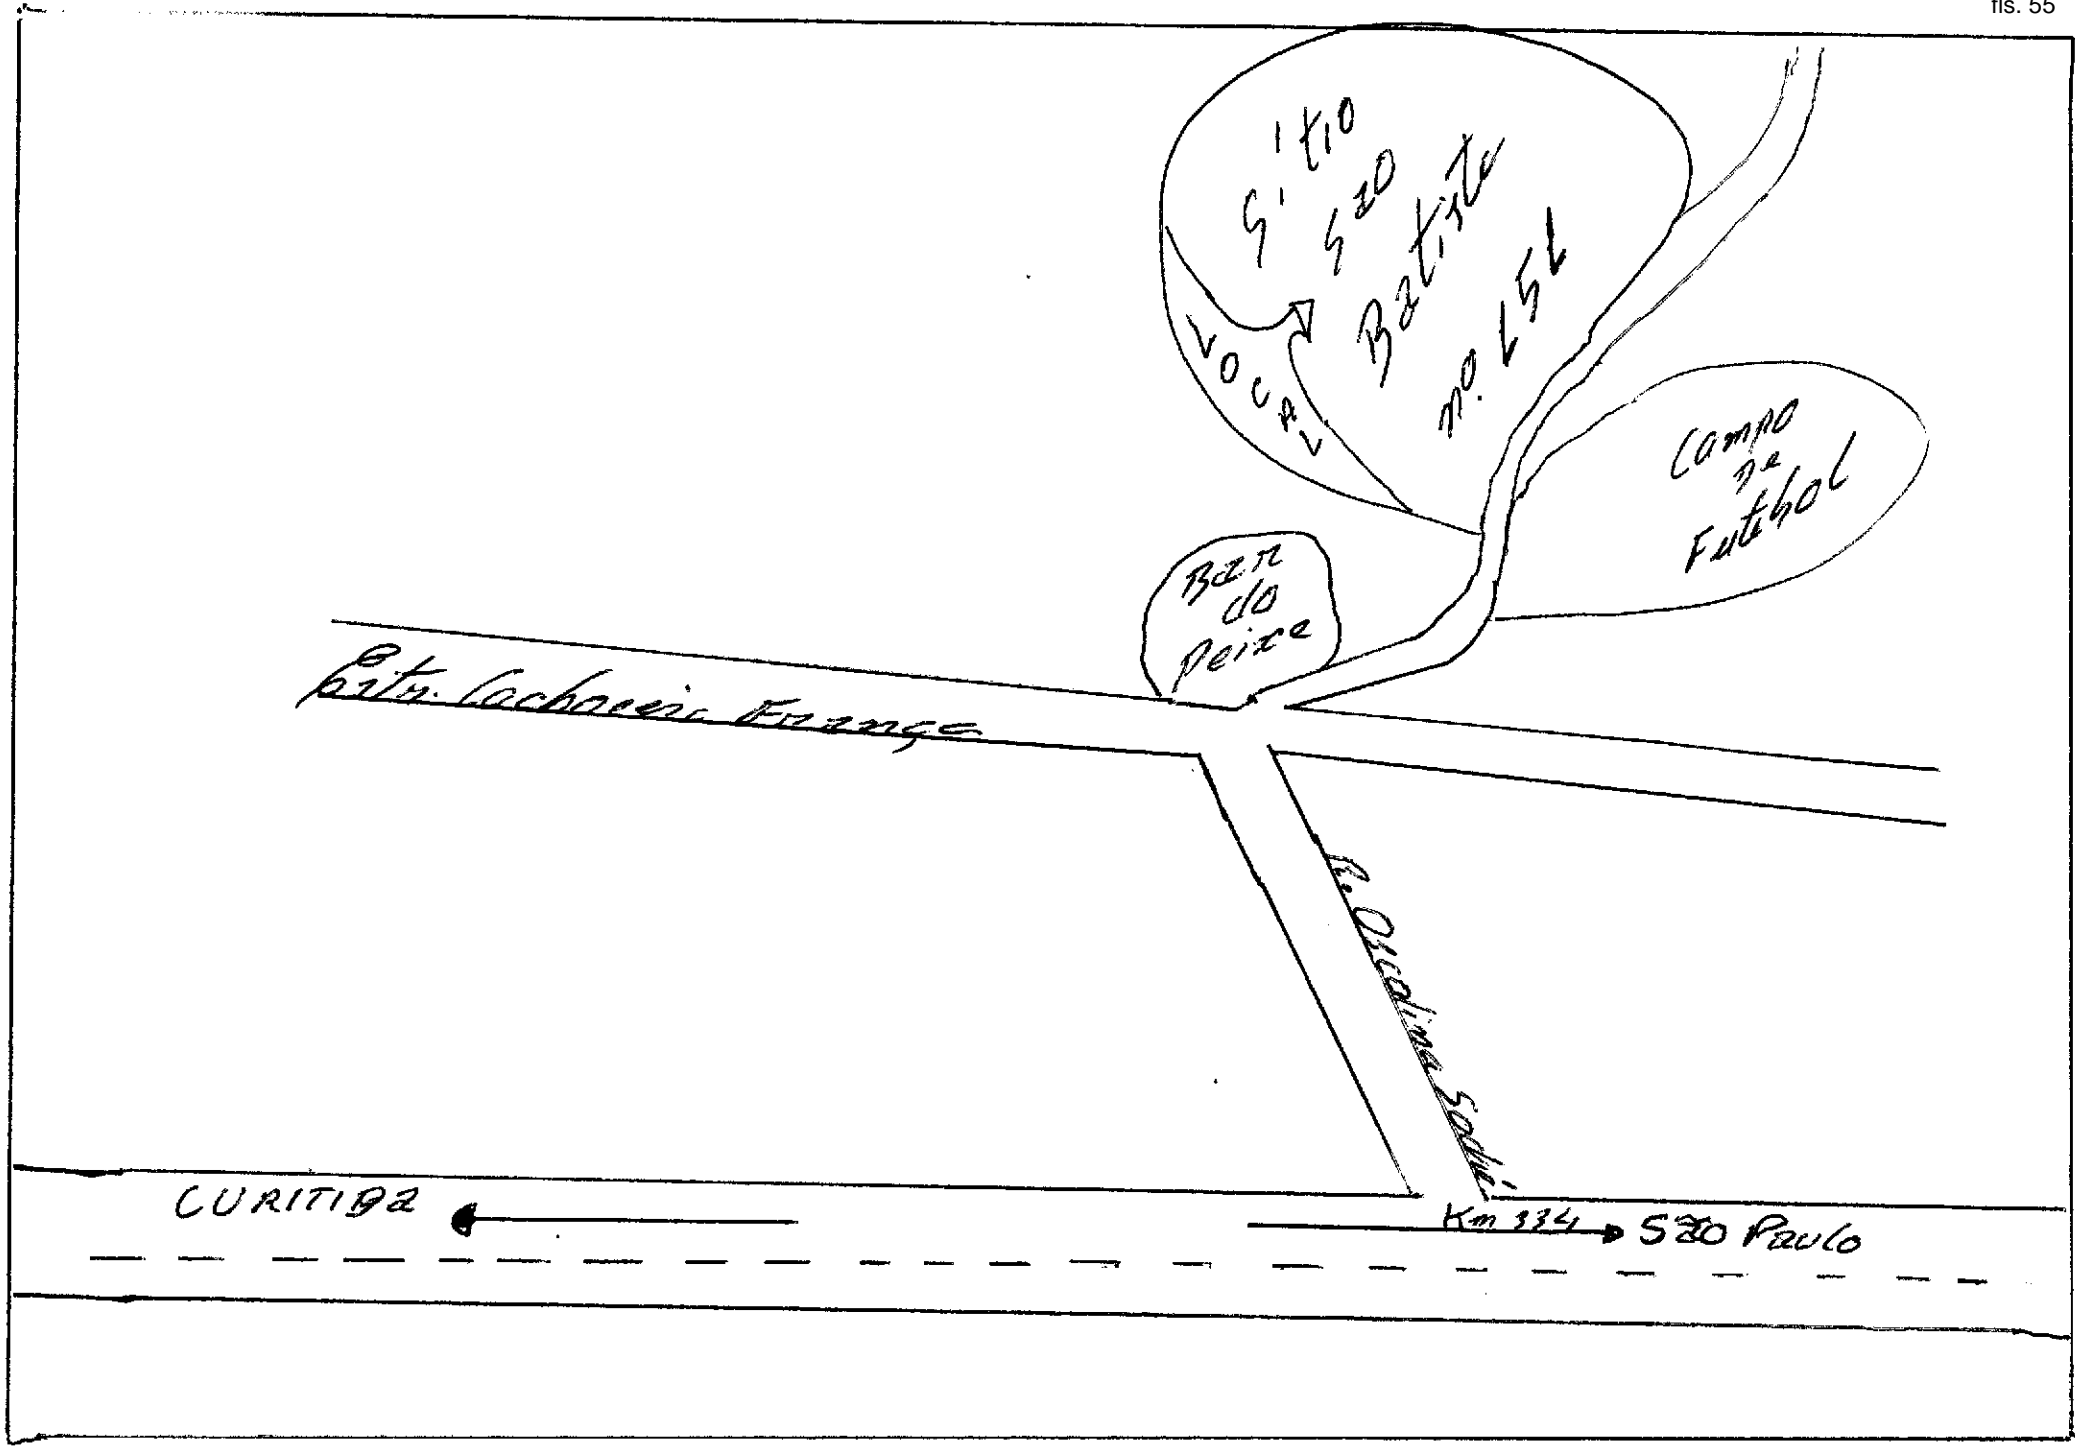 fls. 55
Sítio
São
Batista
nº 151
LOCAL
Campo
de
Futebol
Bar
do
Peixe
Estr. Cachoeira França
R. Oscalina Sodré
CURITIBA
Km 334
São Paulo